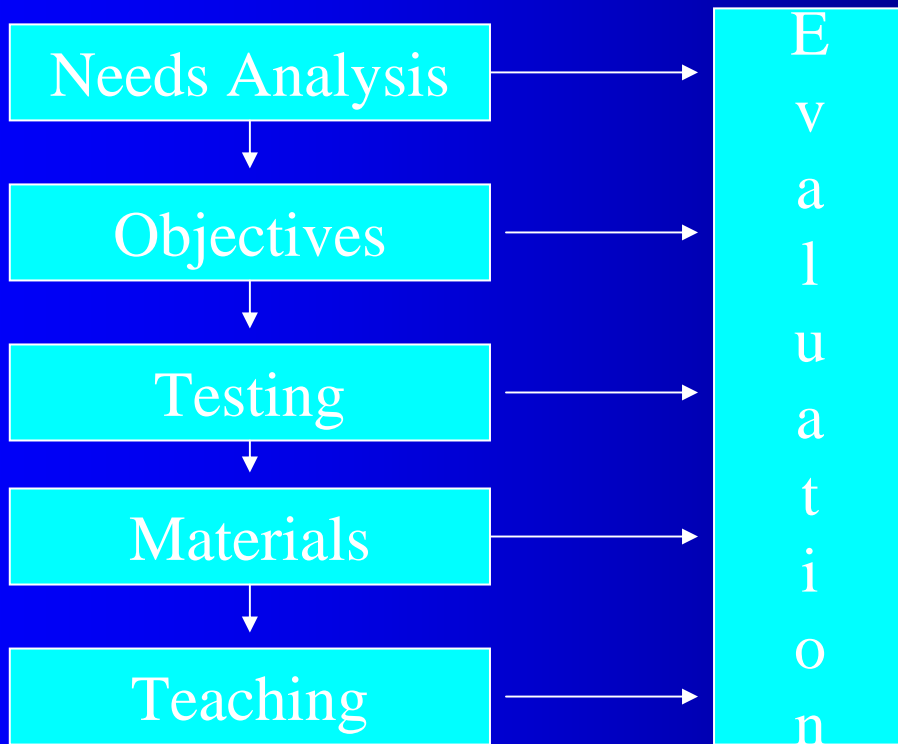 Needs Analysis
Objectives
Testing
Materials
Teaching
E
v
a
l
u
a
t
i
o
n